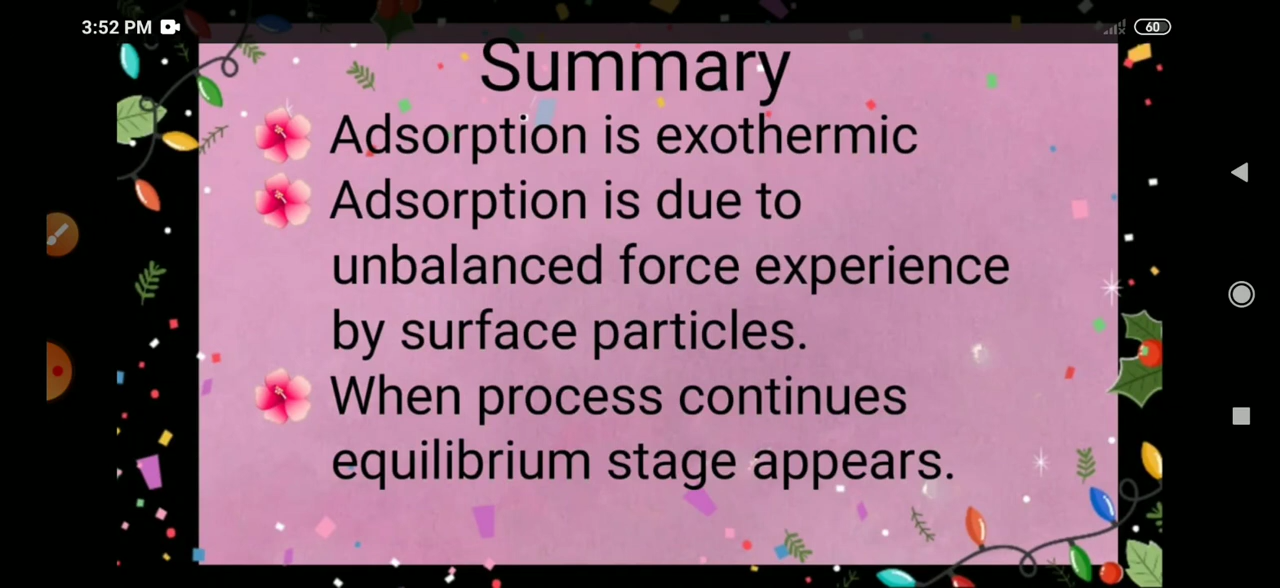 3:52 PM
60
Summary
Adsorption is exothermic
Adsorption is due to
unbalanced force experience
by surface particles.
When process continues
equilibrium stage appears.